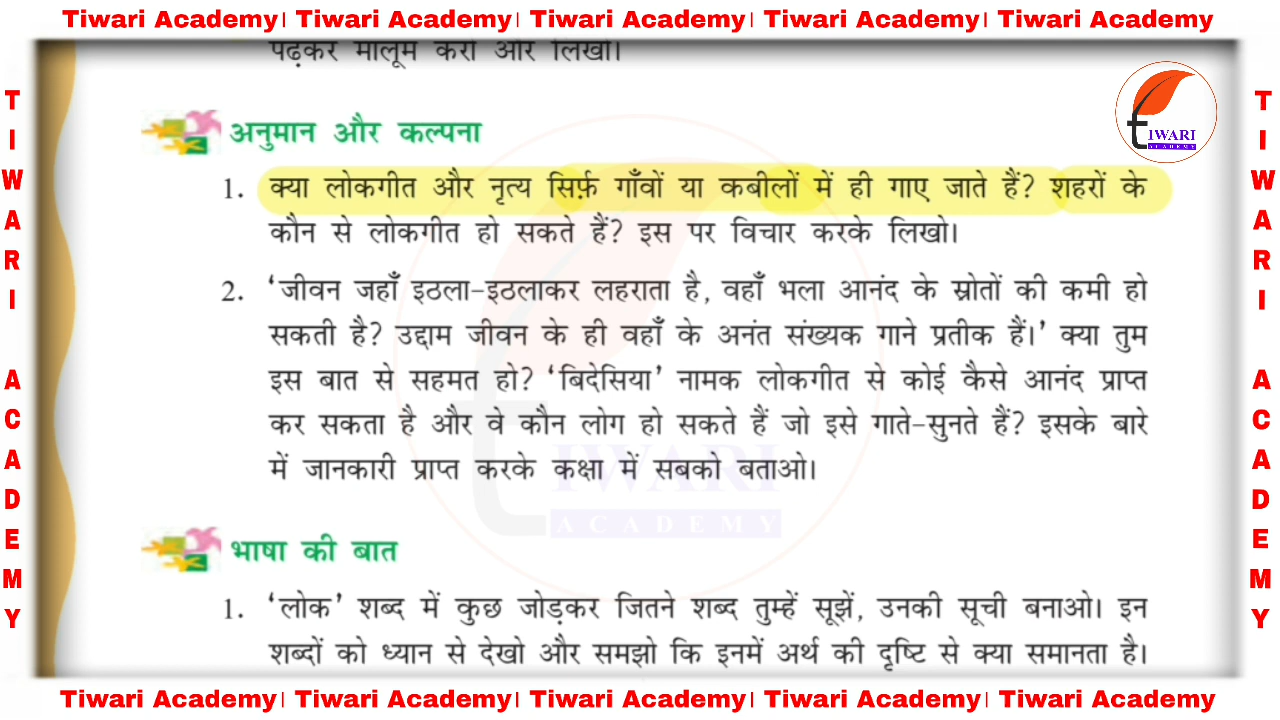 Tiwari Academy। Tiwari Academy। Tiwari Academy। Tiwari Academy। Tiwari Academy
पढ़कर मालूम करो और लिखो।
अनुमान और कल्पना
1. क्या लोकगीत और नृत्य सिर्फ़ गाँवों या कबीलों में ही गाए जाते हैं? शहरों के
कौन से लोकगीत हो सकते हैं? इस पर विचार करके लिखो।
2. ‘जीवन जहाँ इठला-इठलाकर लहराता है, वहाँ भला आनंद के स्रोतों की कमी हो
सकती है? उद्दाम जीवन के ही वहाँ के अनंत संख्यक गाने प्रतीक हैं।’ क्या तुम
इस बात से सहमत हो? ‘बिदेसिया’ नामक लोकगीत से कोई कैसे आनंद प्राप्त
कर सकता है और वे कौन लोग हो सकते हैं जो इसे गाते-सुनते हैं? इसके बारे
में जानकारी प्राप्त करके कक्षा में सबको बताओ।
भाषा की बात
1. ‘लोक’ शब्द में कुछ जोड़कर जितने शब्द तुम्हें सूझें, उनकी सूची बनाओ। इन
शब्दों को ध्यान से देखो और समझो कि इनमें अर्थ की दृष्टि से क्या समानता है।
TIWARI ACADEMY
TIWARI ACADEMY
tIWARI
ACADEMY
IWARI
ACADEMY
Tiwari Academy। Tiwari Academy। Tiwari Academy। Tiwari Academy। Tiwari Academy